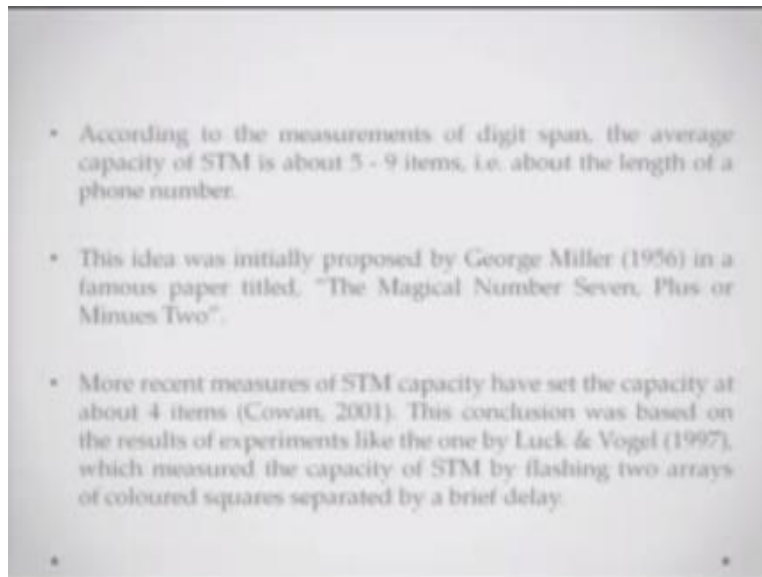 • According to the measurements of digit span, the average
capacity of STM is about 5 - 9 items, i.e. about the length of a
phone number.
• This idea was initially proposed by George Miller (1956) in a
famous paper titled, "The Magical Number Seven, Plus or
Minues Two".
• More recent measures of STM capacity have set the capacity at
about 4 items (Cowan, 2001). This conclusion was based on
the results of experiments like the one by Luck & Vogel (1997),
which measured the capacity of STM by flashing two arrays
of coloured squares separated by a brief delay.